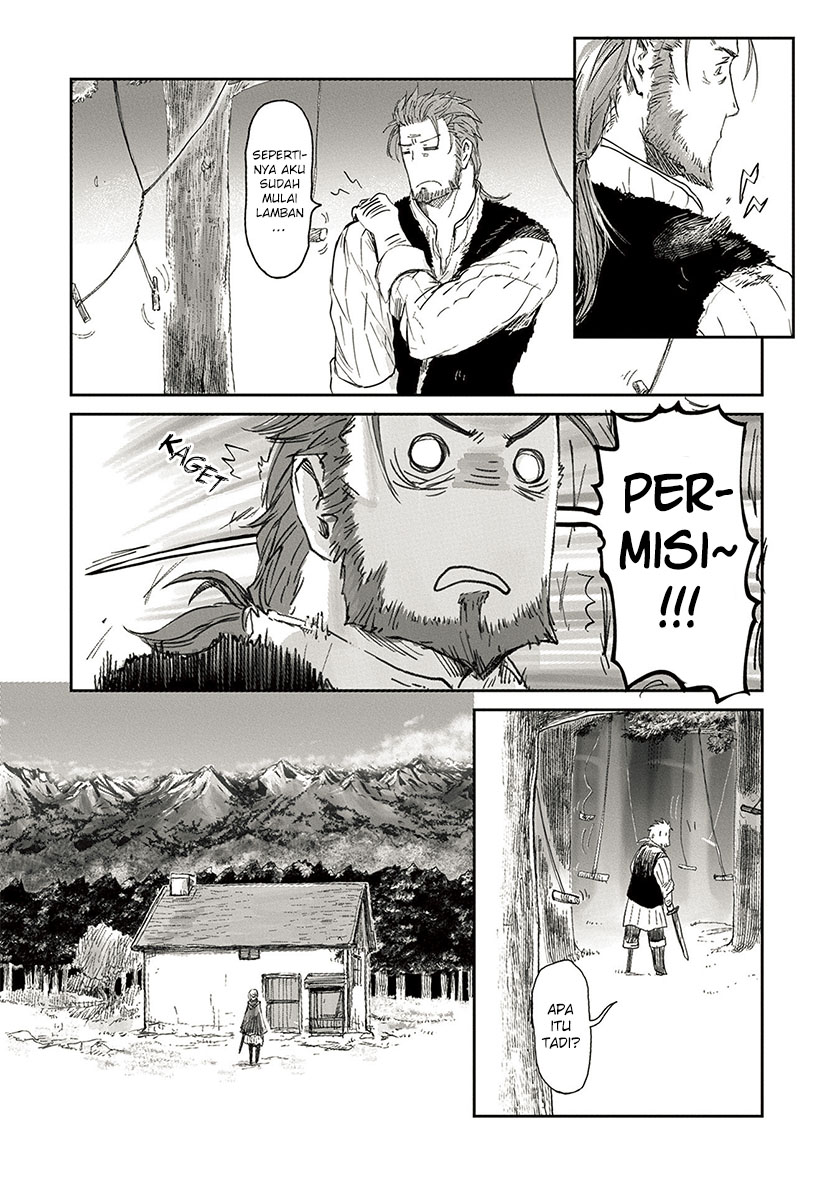 SEPERTI-
NYA AKU
SUDAH
MULAI
LAMBAN
...
PER-
MISI~
!!!
KAGET
APA
ITU
TADI?